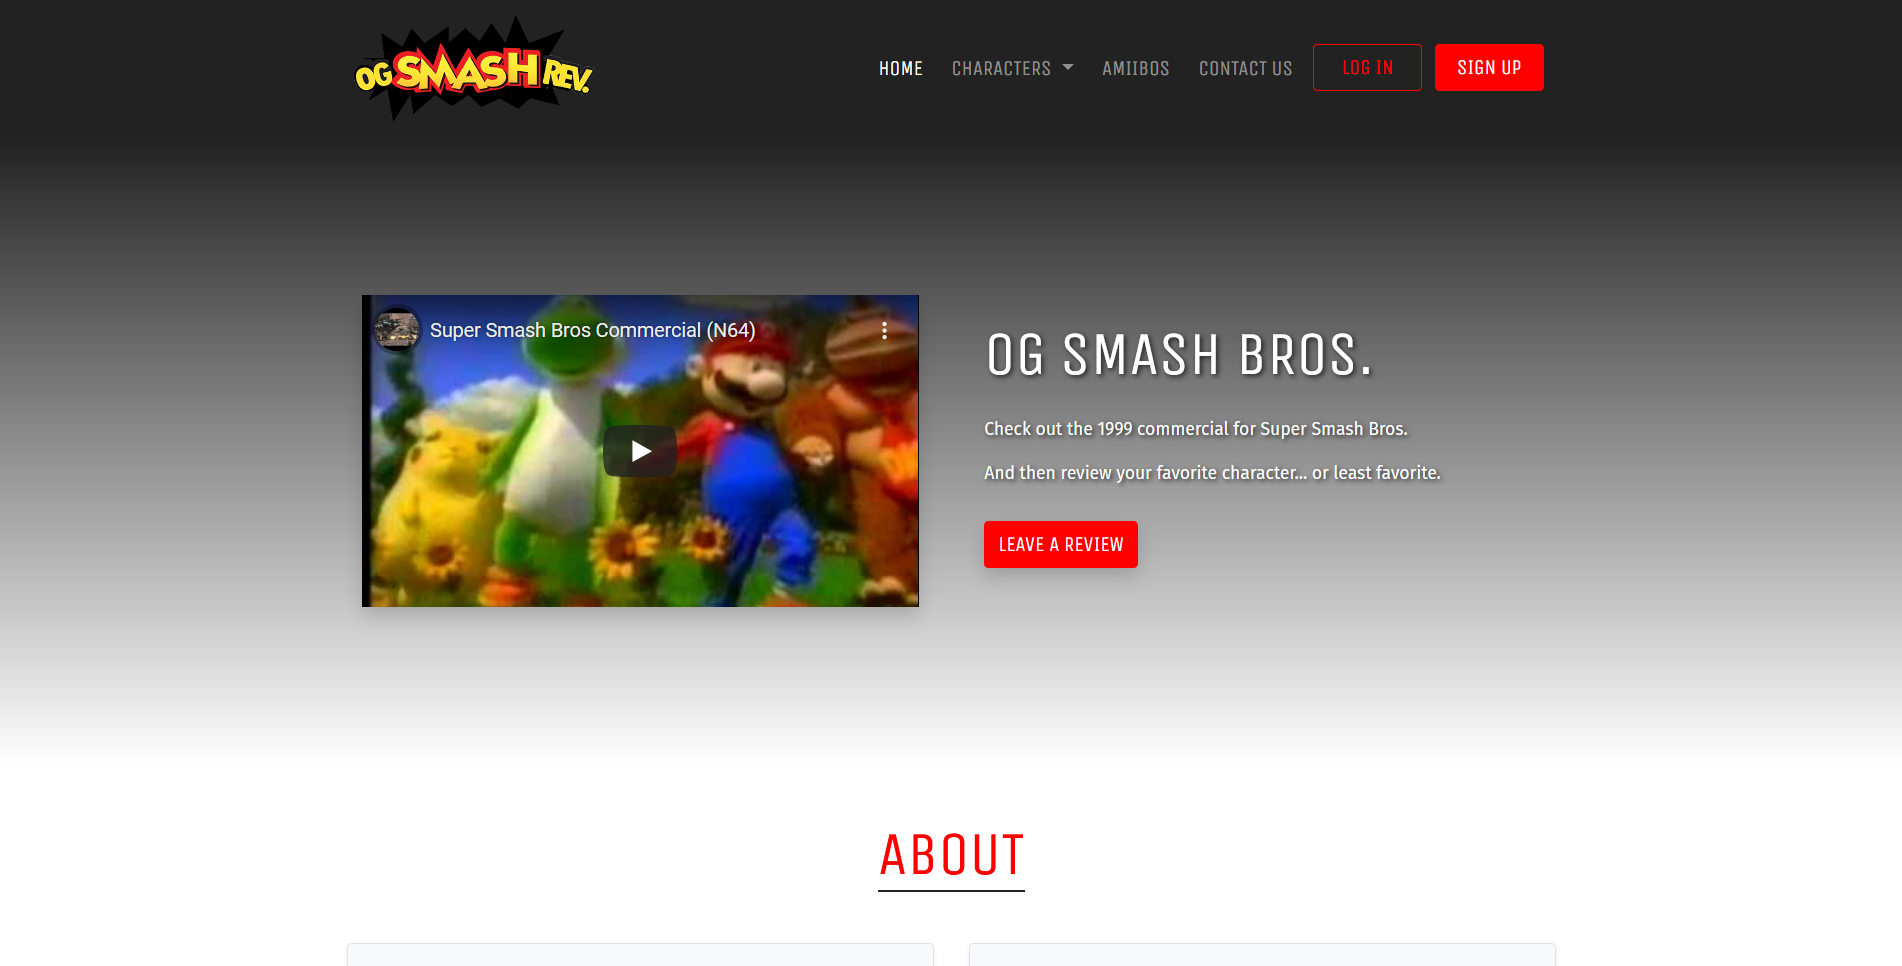 OG SMASH REV.
HOME CHARACTERS AMIIBOS CONTACT US LOG IN SIGN UP
Super Smash Bros Commercial (N64)
OG SMASH BROS.
Check out the 1999 commercial for Super Smash Bros.
And then review your favorite character... or least favorite.
LEAVE A REVIEW
ABOUT